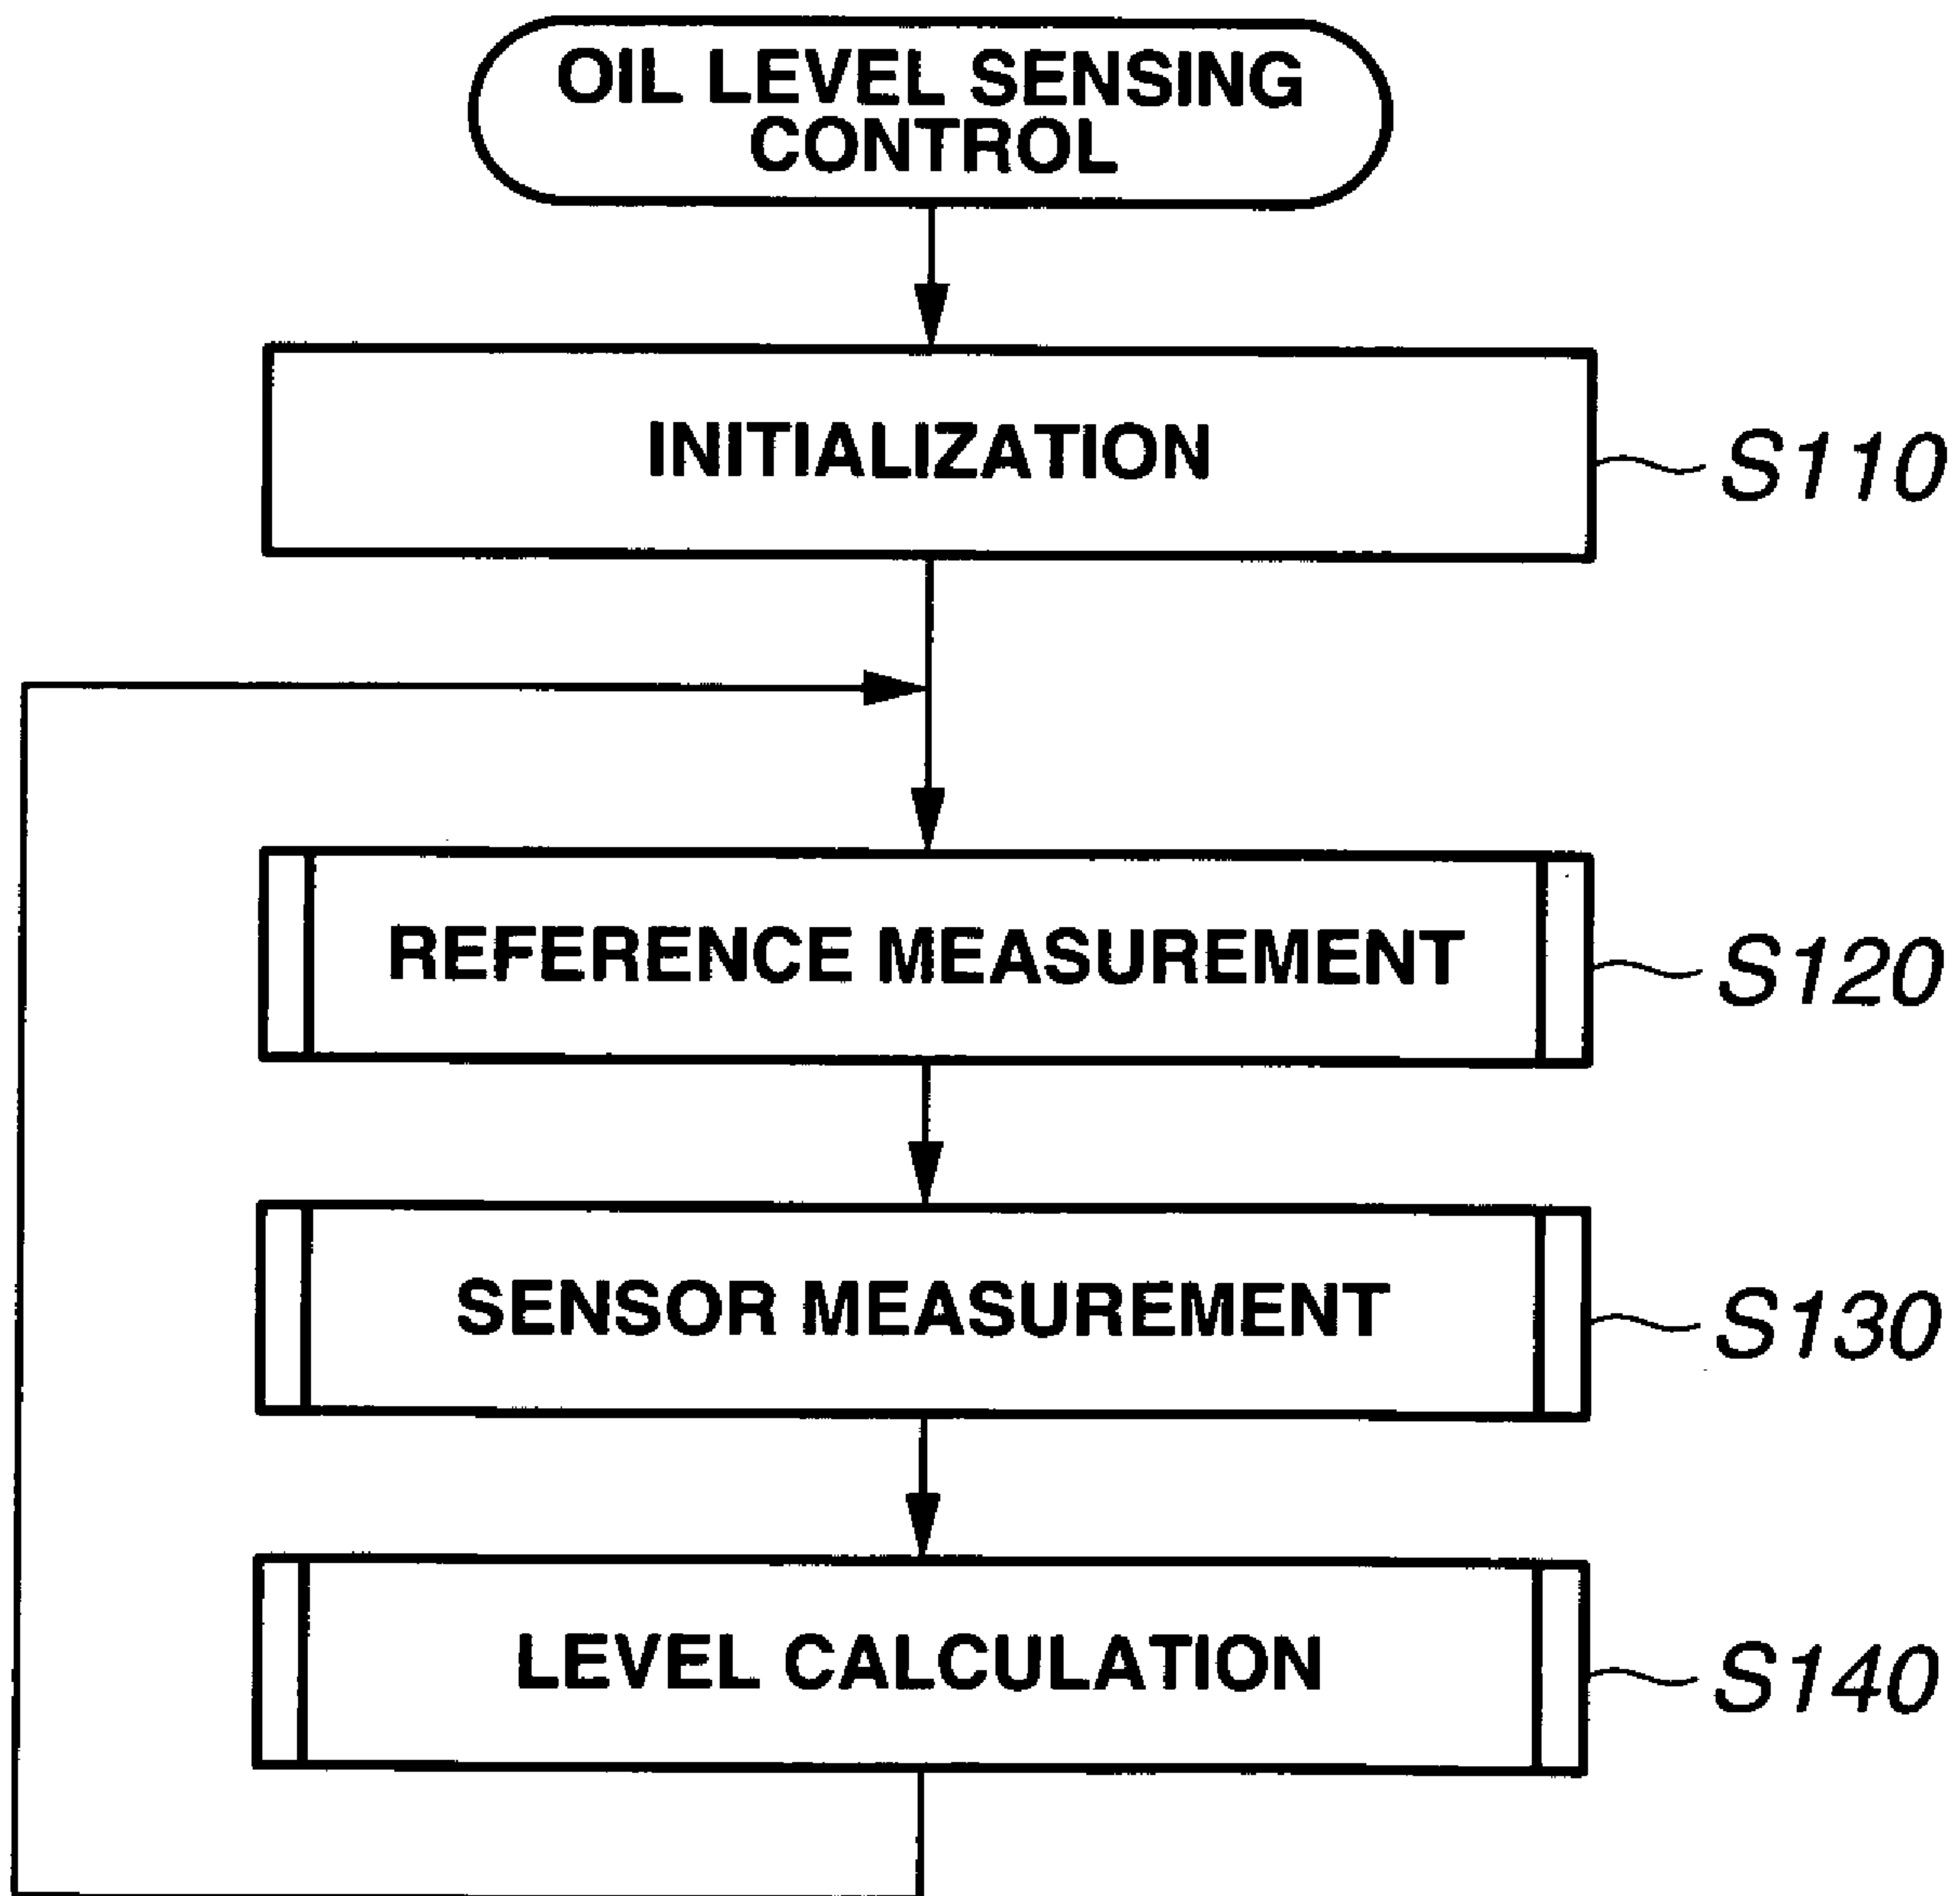 OIL LEVEL SENSING
CONTROL
INITIALIZATION
S110
REFERENCE MEASUREMENT
S120
SENSOR MEASUREMENT
S130
LEVEL CALCULATION
S140